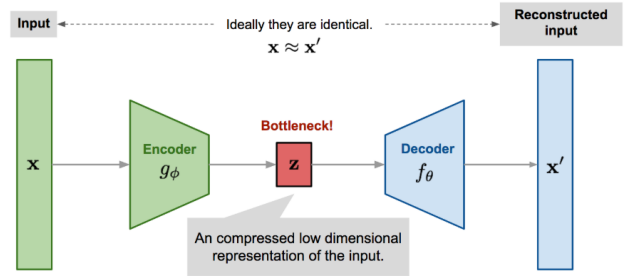 Input
Ideally they are identical.
x ≈ x′
Reconstructed
input
Bottleneck!
x
Encoder
gϕ
z
Decoder
fθ
x′
An compressed low dimensional
representation of the input.